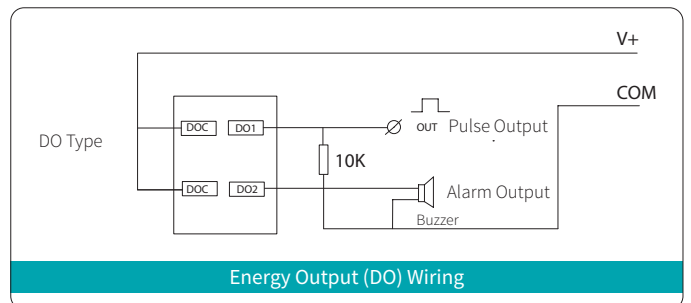 V+
COM
DO Type
DOC DO1 OUT Pulse Output
10K
DOC DO2 Alarm Output
Buzzer
Energy Output (DO) Wiring